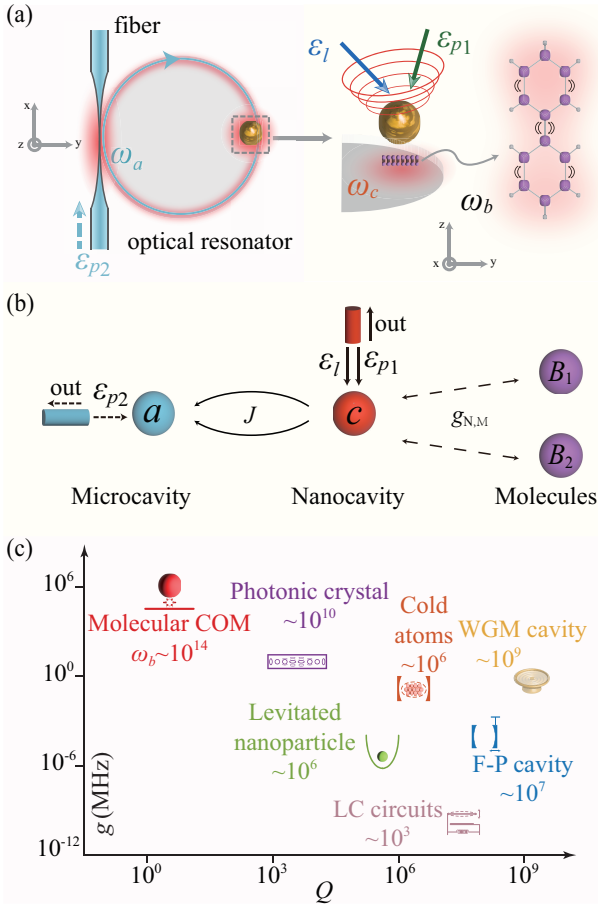 (a)
fiber
x
z
y
ω_a
optical resonator
ε_p2
ε_l
ε_p1
ω_c
ω_b
z
x
y
(b)
out
ε_l
ε_p1
out
ε_p2
a
J
c
g_N,M
B_1
B_2
Microcavity
Nanocavity
Molecules
(c)
g (MHz)
10^6
10^0
10^-6
10^-12
Molecular COM
ω_b~10^14
Photonic crystal
~10^10
Cold
atoms
~10^6
WGM cavity
~10^9
Levitated
nanoparticle
~10^6
F-P cavity
~10^7
LC circuits
~10^3
10^0
10^3
10^6
10^9
Q